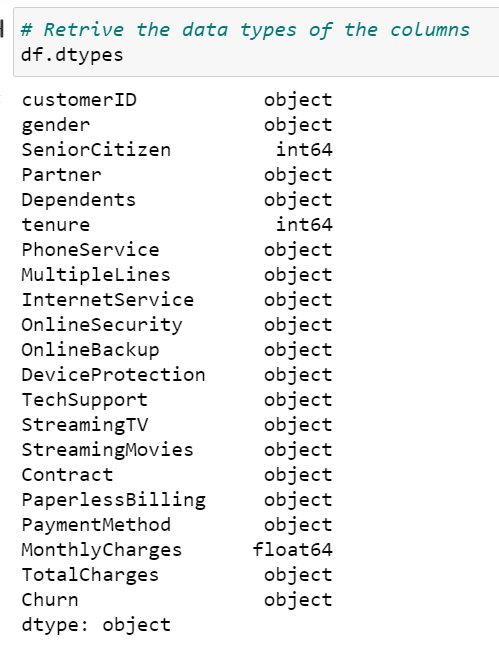 # Retrive the data types of the columns
df.dtypes
customerID object
gender object
SeniorCitizen int64
Partner object
Dependents object
tenure int64
PhoneService object
MultipleLines object
InternetService object
OnlineSecurity object
OnlineBackup object
DeviceProtection object
TechSupport object
StreamingTV object
StreamingMovies object
Contract object
PaperlessBilling object
PaymentMethod object
MonthlyCharges float64
TotalCharges object
Churn object
dtype: object